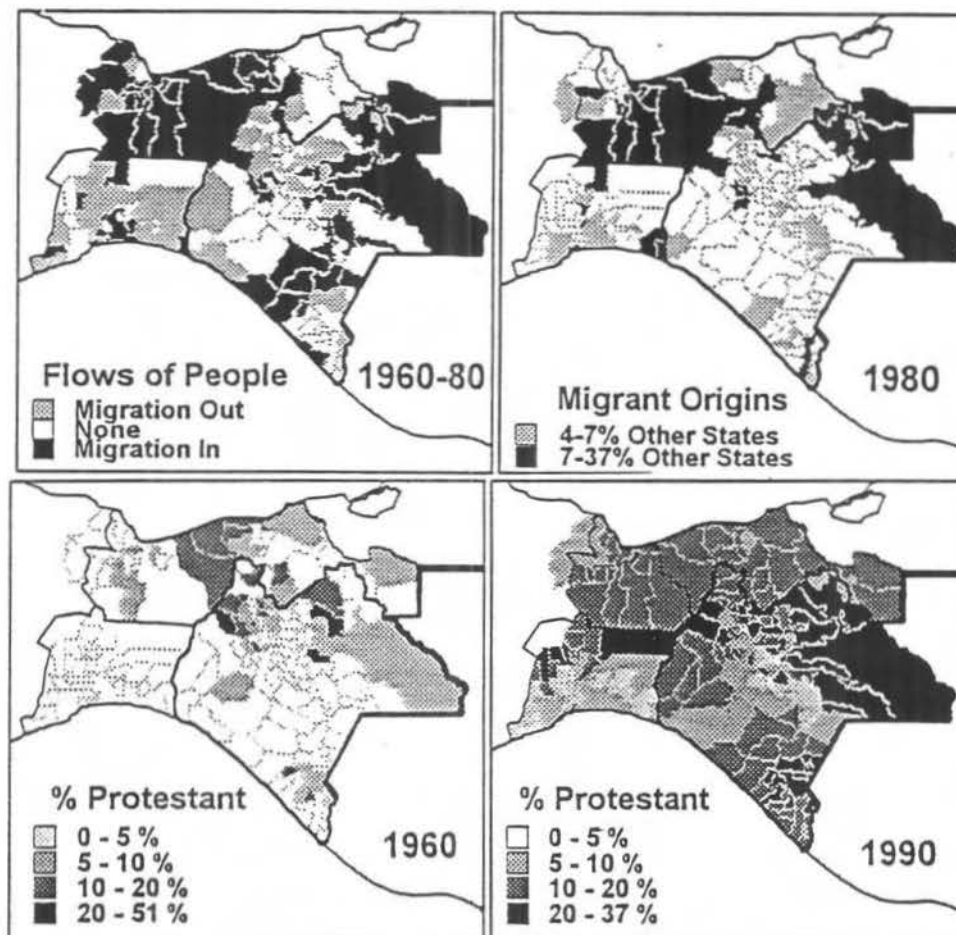 Flows of People
1960-80
Migration Out
None
Migration In
1980
Migrant Origins
4-7% Other States
7-37% Other States
% Protestant
1960
0 - 5 %
5 - 10 %
10 - 20 %
20 - 51 %
% Protestant
1990
0 - 5 %
5 - 10 %
10 - 20 %
20 - 37 %